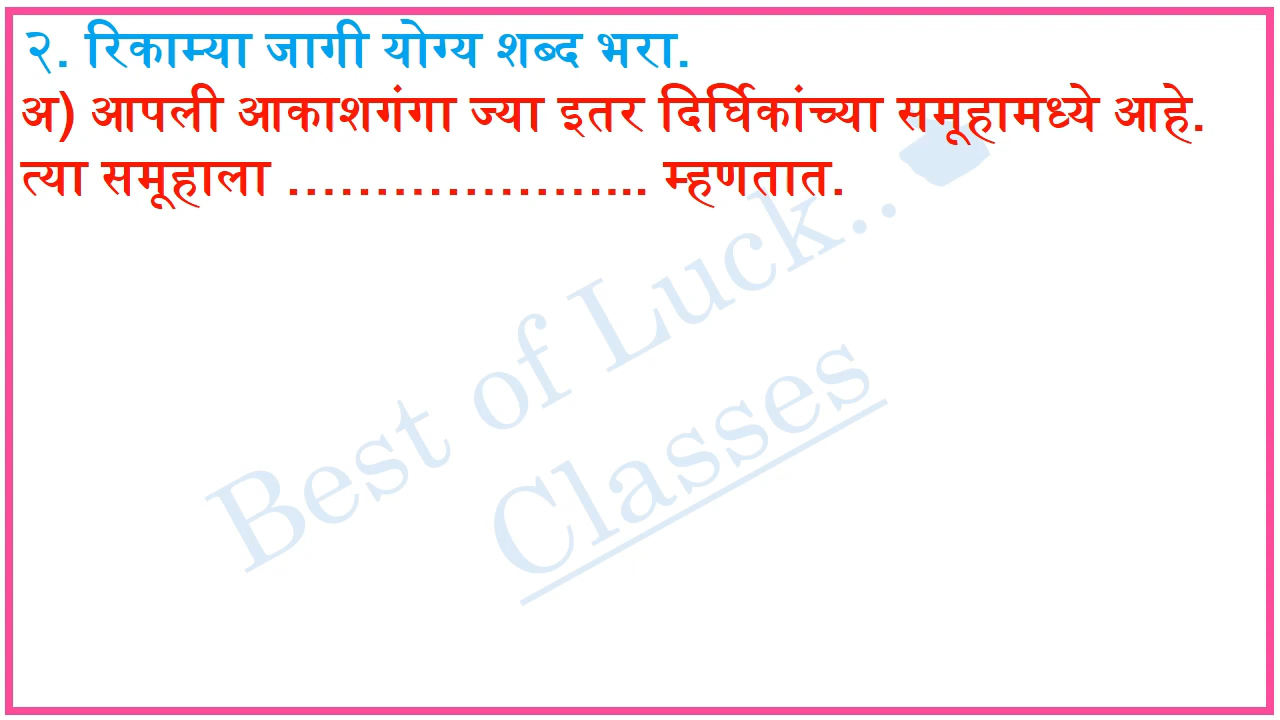 २. रिकाम्या जागी योग्य शब्द भरा.
अ) आपली आकाशगंगा ज्या इतर दिर्घिकांच्या समूहामध्ये आहे.
त्या समूहाला ………………….. म्हणतात.
Best of Luck..
Classes